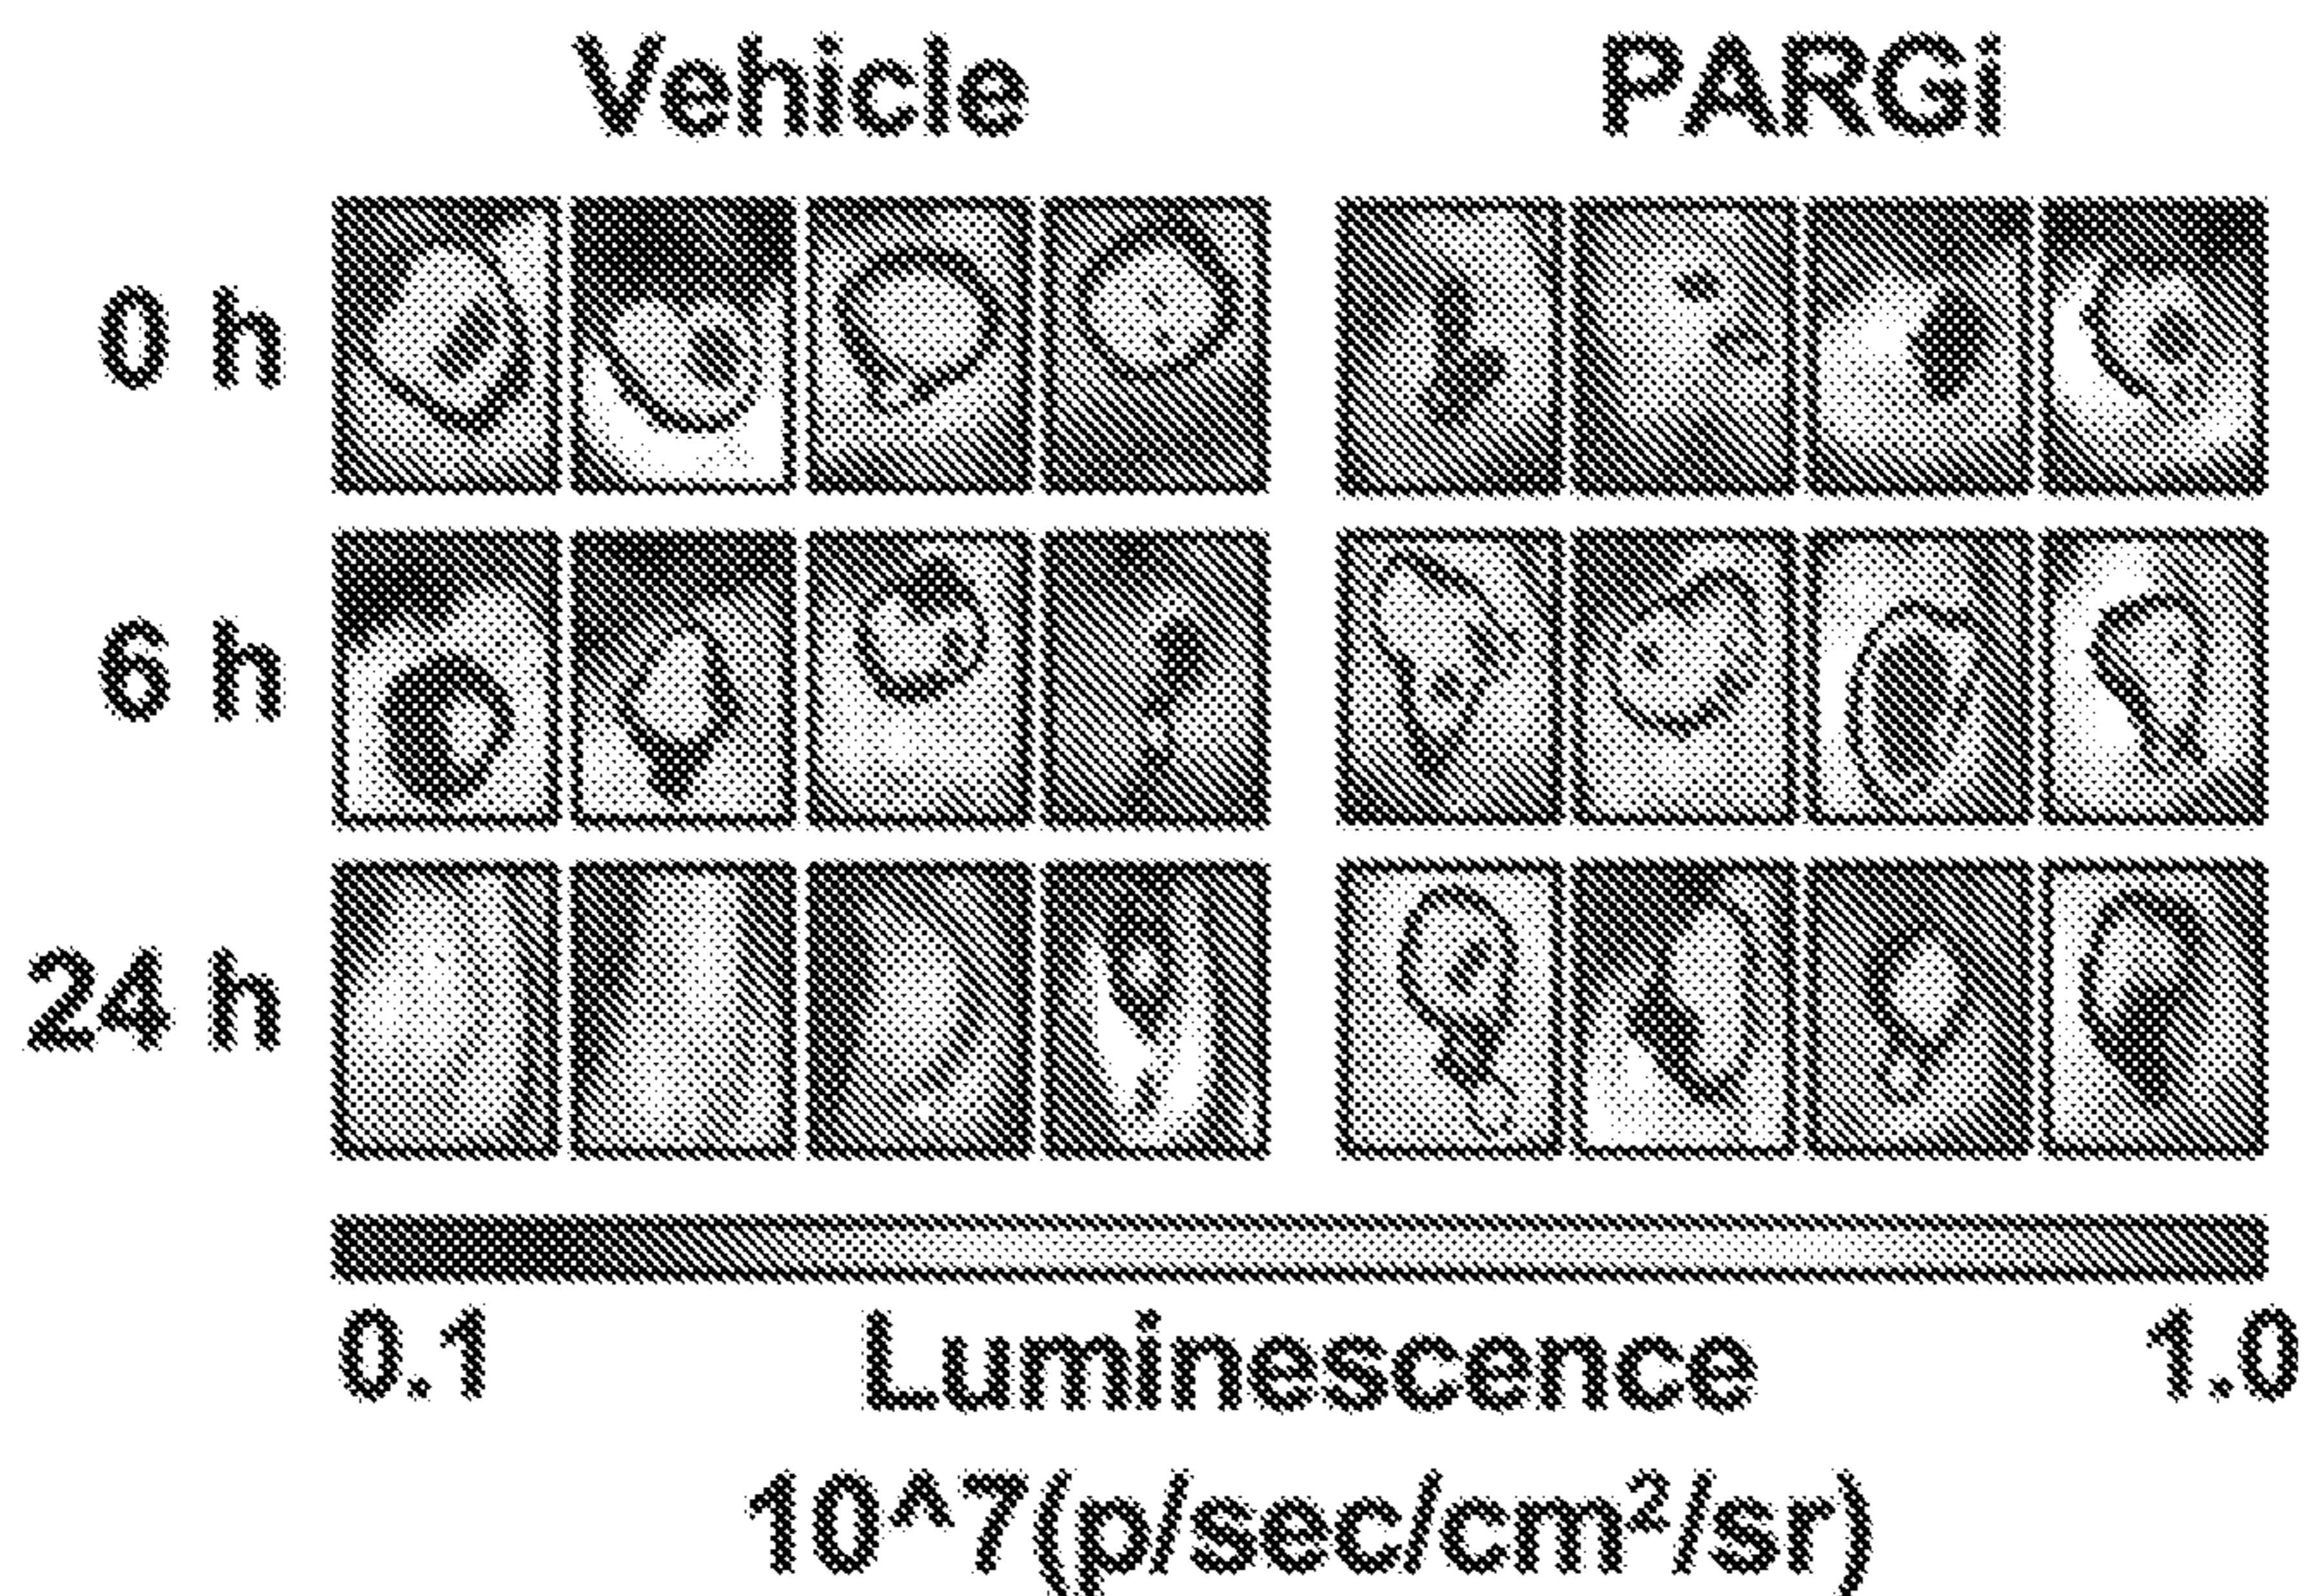 Vehicle PARGi
0 h
6 h
24 h
0.1 Luminescence 1.0
10^7(p/sec/cm²/sr)